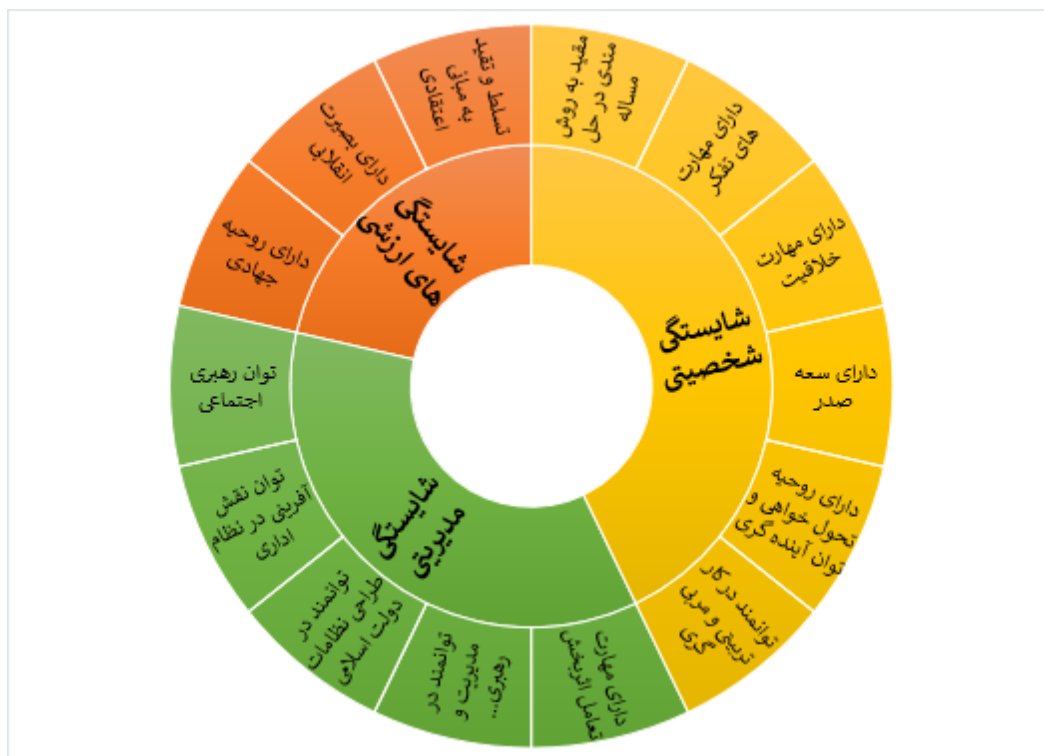 شایستگی
شخصیتی
مقید به روش
مندی در حل
مساله
دارای مهارت
های تفکر
دارای مهارت
خلاقیت
دارای سعه
صدر
دارای روحیه
تحول خواهی و
توان آینده گری
توانمند در کار
تربیتی و مربی
گری
شایستگی
مدیریتی
دارای مهارت
تعامل اثربخش
توانمند در
مدیریت و
رهبری...
توانمند در
طراحی نظامات
دولت اسلامی
توان نقش
آفرینی در نظام
اداری
توان رهبری
اجتماعی
شایستگی
های ارزشی
دارای روحیه
جهادی
دارای بصیرت
انقلابی
تسلط و تقید
به مبانی
اعتقادی